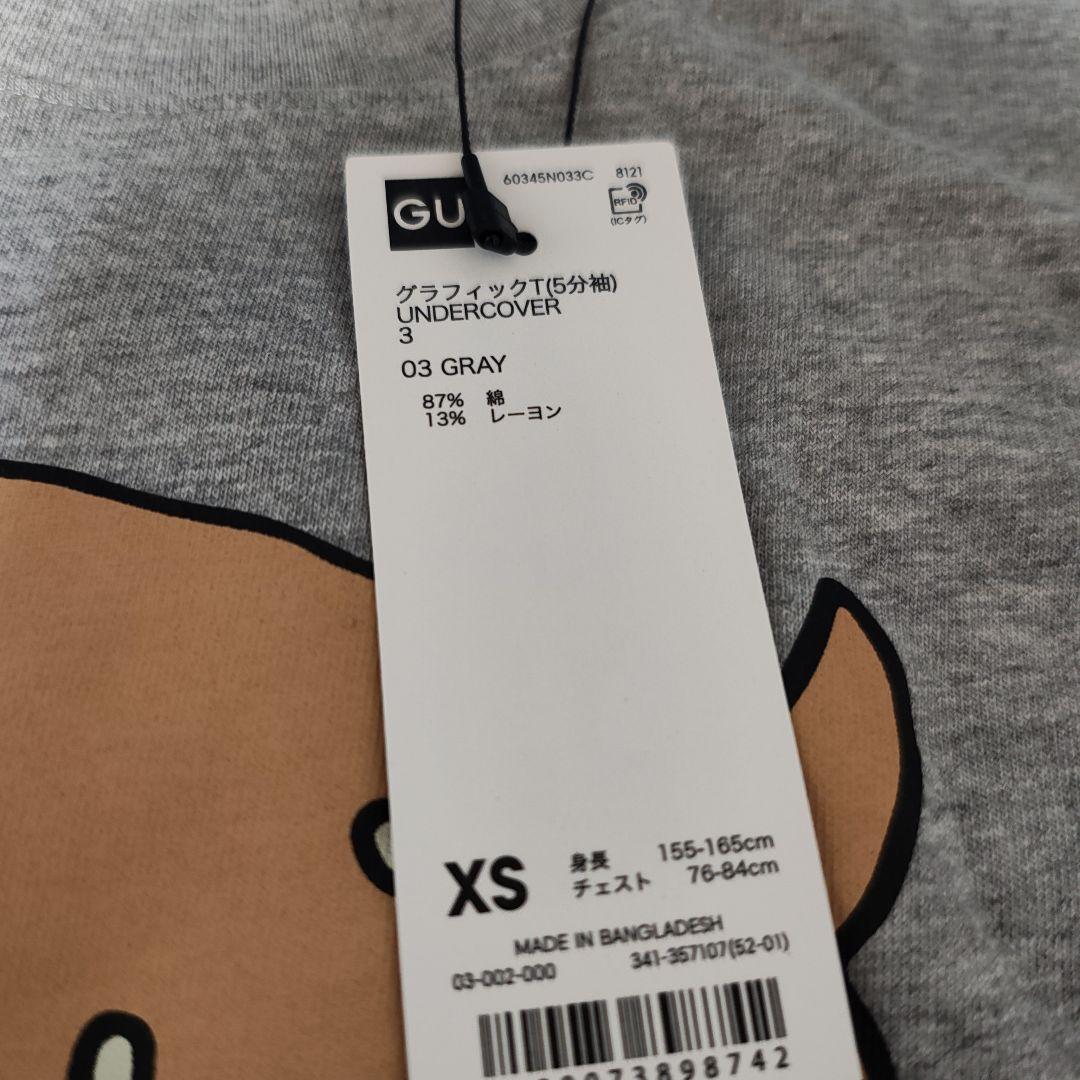 GU
60345N033C 8121
RFID
(ICタグ)
グラフィックT(5分袖)
UNDERCOVER
3
03 GRAY
87% 綿
13% レーヨン
XS
身長 155-165cm
チェスト 76-84cm
MADE IN BANGLADESH
03-002-000 341-357107(52-01)
0073898742